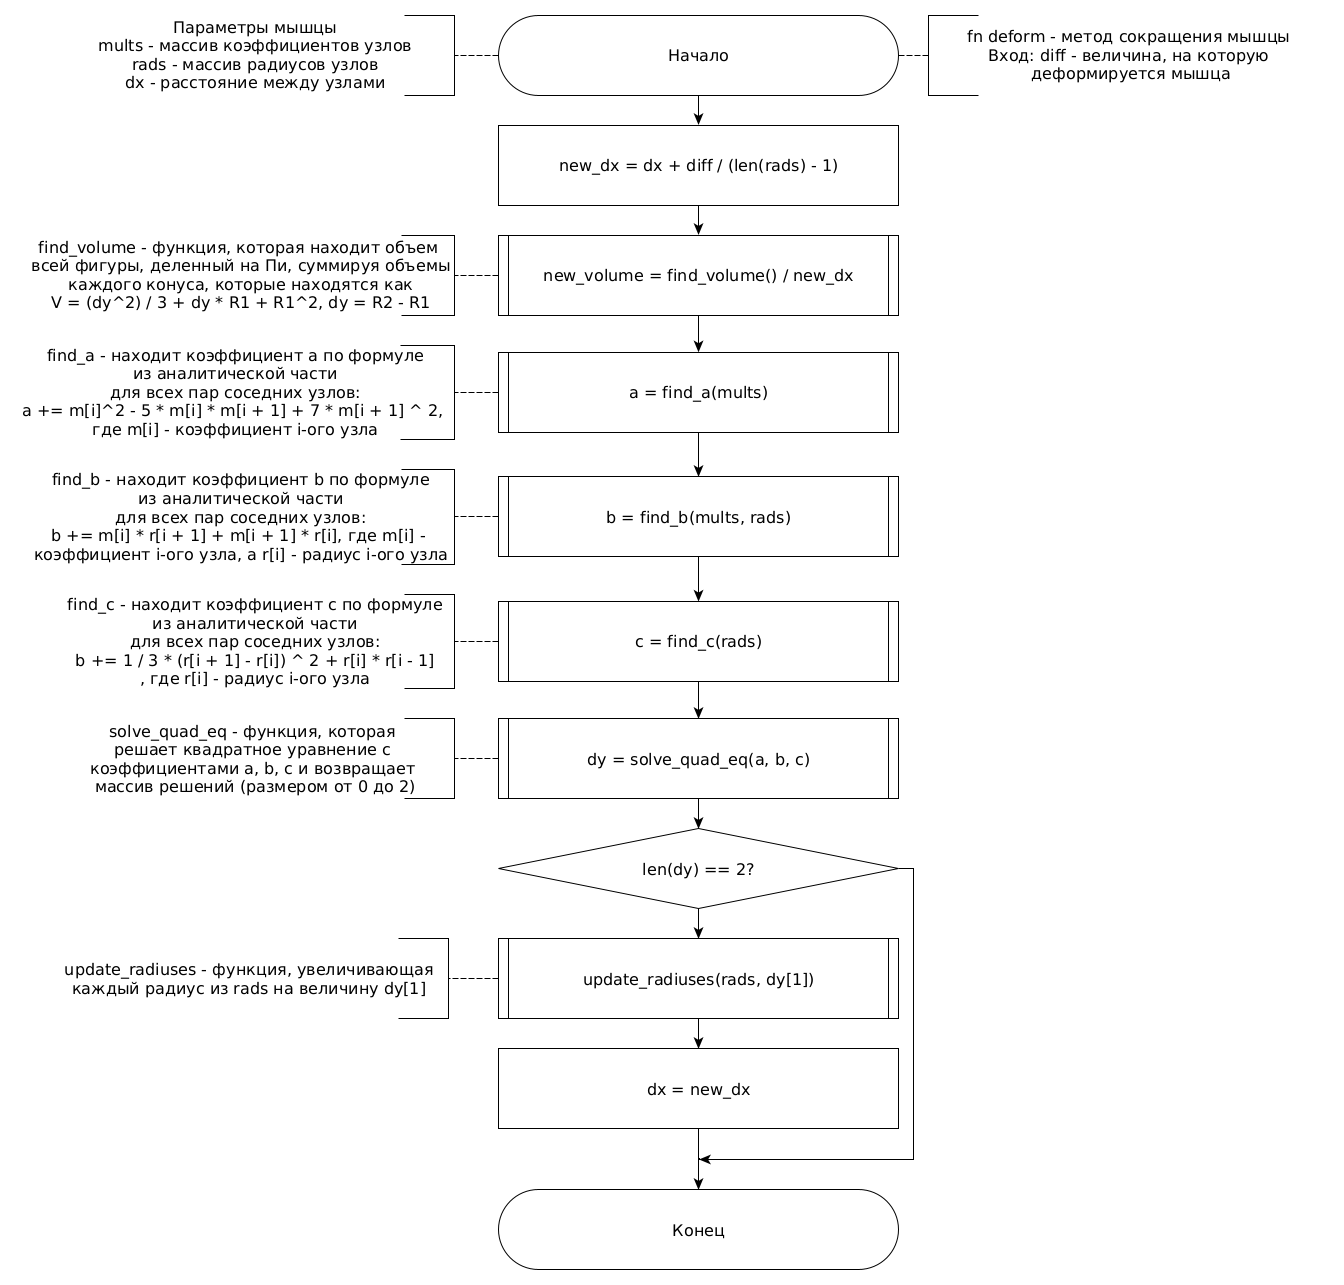 Параметры мышцы
mults - массив коэффициентов узлов
rads - массив радиусов узлов
dx - расстояние между узлами
Начало
fn deform - метод сокращения мышцы
Вход: diff - величина, на которую
деформируется мышца
new_dx = dx + diff / (len(rads) - 1)
find_volume - функция, которая находит объем
всей фигуры, деленный на Пи, суммируя объемы
каждого конуса, которые находятся как
V = (dy^2) / 3 + dy * R1 + R1^2, dy = R2 - R1
new_volume = find_volume() / new_dx
find_a - находит коэффициент a по формуле
из аналитической части
для всех пар соседних узлов:
a += m[i]^2 - 5 * m[i] * m[i + 1] + 7 * m[i + 1] ^ 2,
где m[i] - коэффициент i-ого узла
a = find_a(mults)
find_b - находит коэффициент b по формуле
из аналитической части
для всех пар соседних узлов:
b += m[i] * r[i + 1] + m[i + 1] * r[i], где m[i] -
коэффициент i-ого узла, а r[i] - радиус i-ого узла
b = find_b(mults, rads)
find_c - находит коэффициент c по формуле
из аналитической части
для всех пар соседних узлов:
b += 1 / 3 * (r[i + 1] - r[i]) ^ 2 + r[i] * r[i - 1]
, где r[i] - радиус i-ого узла
c = find_c(rads)
solve_quad_eq - функция, которая
решает квадратное уравнение с
коэффициентами a, b, c и возвращает
массив решений (размером от 0 до 2)
dy = solve_quad_eq(a, b, c)
len(dy) == 2?
update_radiuses - функция, увеличивающая
каждый радиус из rads на величину dy[1]
update_radiuses(rads, dy[1])
dx = new_dx
Конец